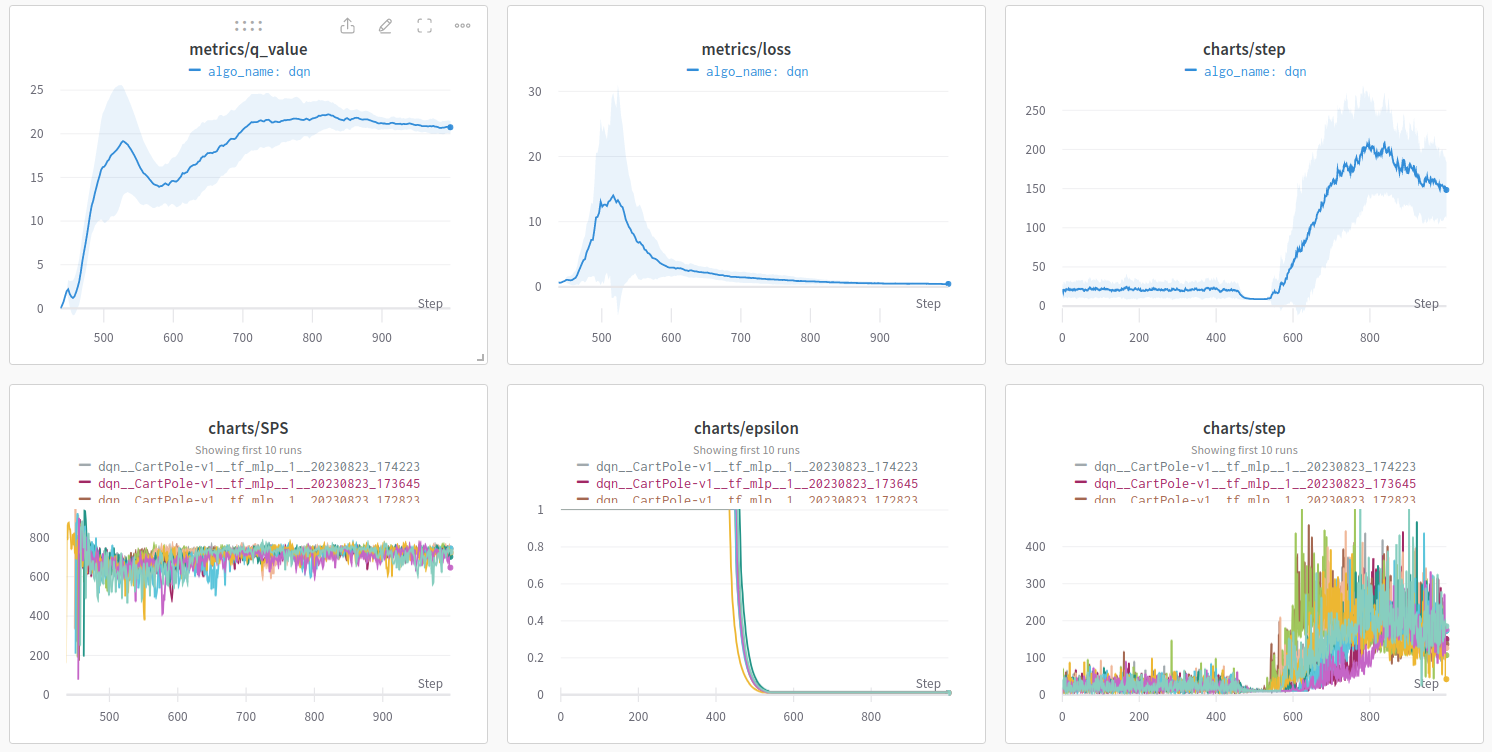 metrics/q_value
algo_name: dqn
25
20
15
10
5
0
Step
500 600 700 800 900
metrics/loss
algo_name: dqn
30
20
10
0
Step
500 600 700 800 900
charts/step
algo_name: dqn
250
200
150
100
50
0
Step
0 200 400 600 800
charts/SPS
Showing first 10 runs
dqn__CartPole-v1__tf_mlp__1__20230823_174223
dqn__CartPole-v1__tf_mlp__1__20230823_173645
dqn__CartPole-v1__tf_mlp__1__20230823_172823
800
600
400
200
0
Step
500 600 700 800 900
charts/epsilon
Showing first 10 runs
dqn__CartPole-v1__tf_mlp__1__20230823_174223
dqn__CartPole-v1__tf_mlp__1__20230823_173645
dqn__CartPole-v1__tf_mlp__1__20230823_172823
1
0.8
0.6
0.4
0.2
0
Step
0 200 400 600 800
charts/step
Showing first 10 runs
dqn__CartPole-v1__tf_mlp__1__20230823_174223
dqn__CartPole-v1__tf_mlp__1__20230823_173645
dqn__CartPole-v1__tf_mlp__1__20230823_172823
400
300
200
100
0
Step
0 200 400 600 800